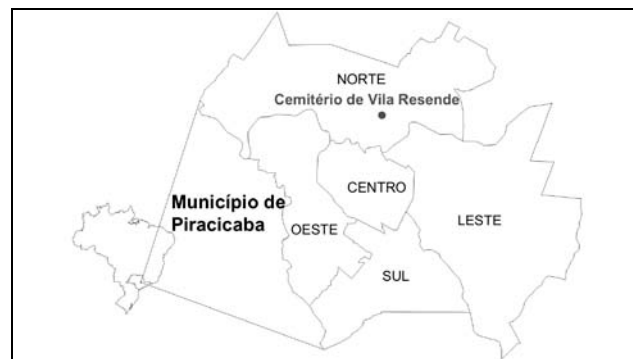 NORTE
Cemitério de Vila Resende
CENTRO
Município de
Piracicaba
OESTE
LESTE
SUL